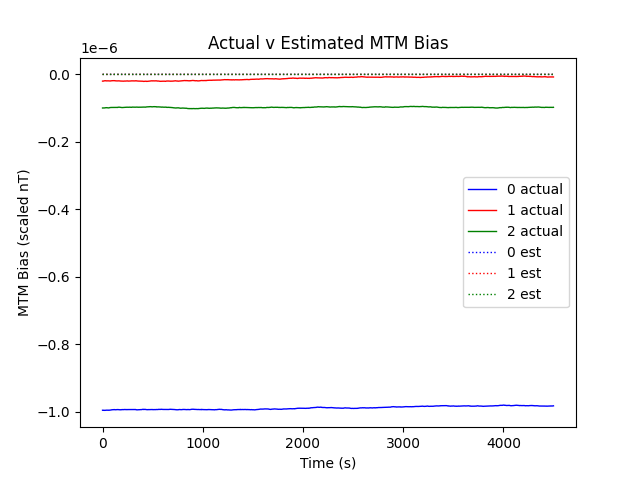 Actual v Estimated MTM Bias
1e−6
0.0
−0.2
−0.4
−0.6
−0.8
−1.0
MTM Bias (scaled nT)
0 actual
1 actual
2 actual
0 est
1 est
2 est
0 1000 2000 3000 4000
Time (s)